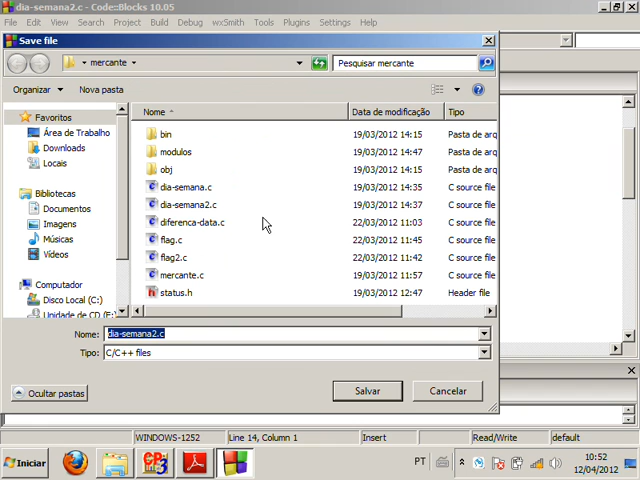 dia-semana2.c - Code::Blocks 10.05
File Edit View Search Project Build Debug wxSmith Tools Plugins Settings Help
Save file
mercante
Pesquisar mercante
Organizar Nova pasta
Favoritos
Área de Trabalho
Downloads
Locais
Bibliotecas
Documentos
Imagens
Músicas
Vídeos
Computador
Disco Local (C:)
Unidade de CD (D:)
Nome Data de modificação Tipo
bin 19/03/2012 14:15 Pasta de arq
modulos 19/03/2012 14:47 Pasta de arq
obj 19/03/2012 14:15 Pasta de arq
dia-semana.c 19/03/2012 14:35 C source file
dia-semana2.c 19/03/2012 14:37 C source file
diferenca-data.c 22/03/2012 11:03 C source file
flag.c 22/03/2012 11:45 C source file
flag2.c 22/03/2012 11:42 C source file
mercante.c 19/03/2012 11:57 C source file
status.h 19/03/2012 12:47 Header file
Nome: dia-semana2.c
Tipo: C/C++ files
Ocultar pastas Salvar Cancelar
WINDOWS-1252 Line 14, Column 1 Insert Read/Write default
Iniciar PT 10:52
12/04/2012